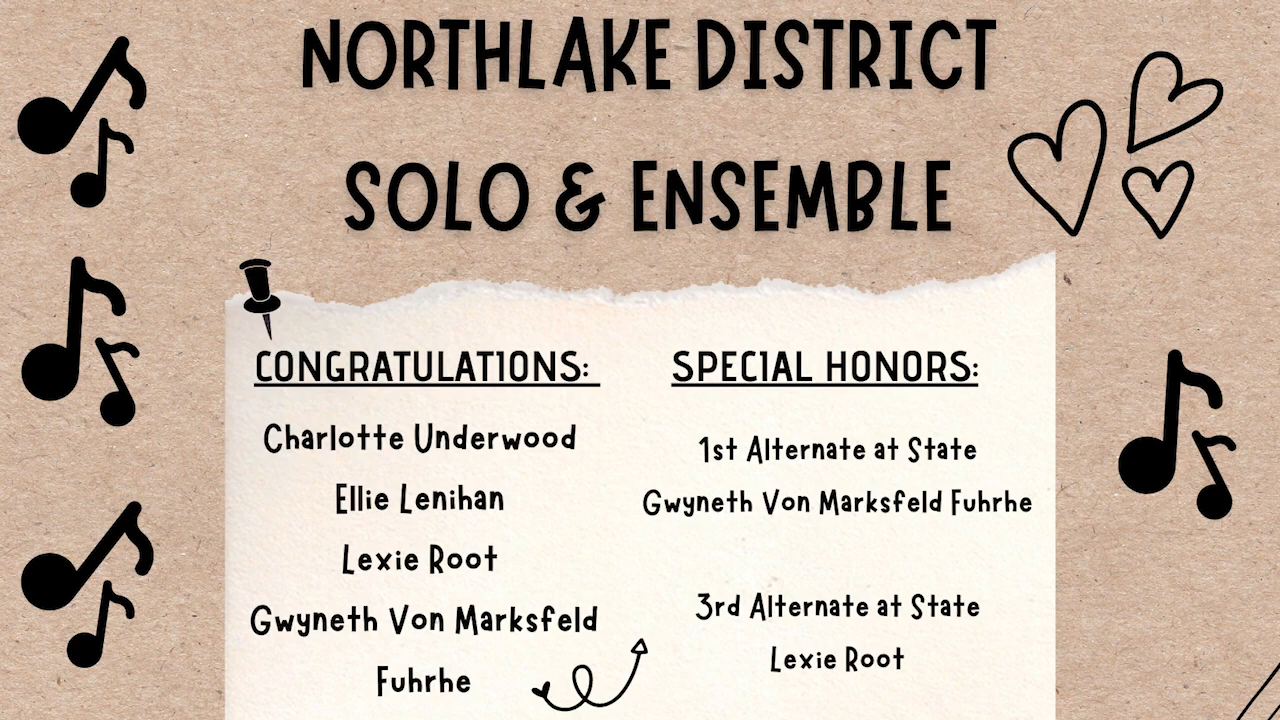 NORTHLAKE DISTRICT
SOLO & ENSEMBLE
CONGRATULATIONS:
Charlotte Underwood
Ellie Lenihan
Lexie Root
Gwyneth Von Marksfeld
Fuhrhe
SPECIAL HONORS:
1st Alternate at State
Gwyneth Von Marksfeld Fuhrhe
3rd Alternate at State
Lexie Root